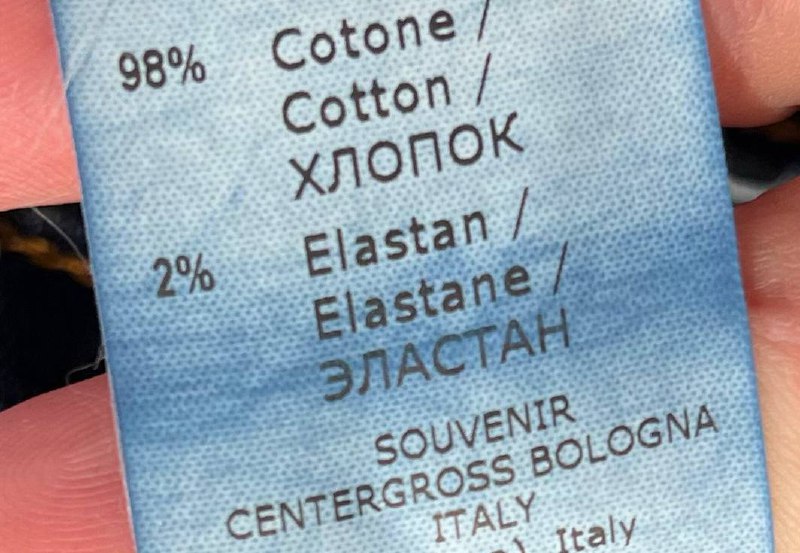 98% Cotone /
Cotton /
ХЛОПОК
2% Elastan /
Elastane /
ЭЛАСТАН
SOUVENIR
CENTERGROSS BOLOGNA
ITALY
Italy